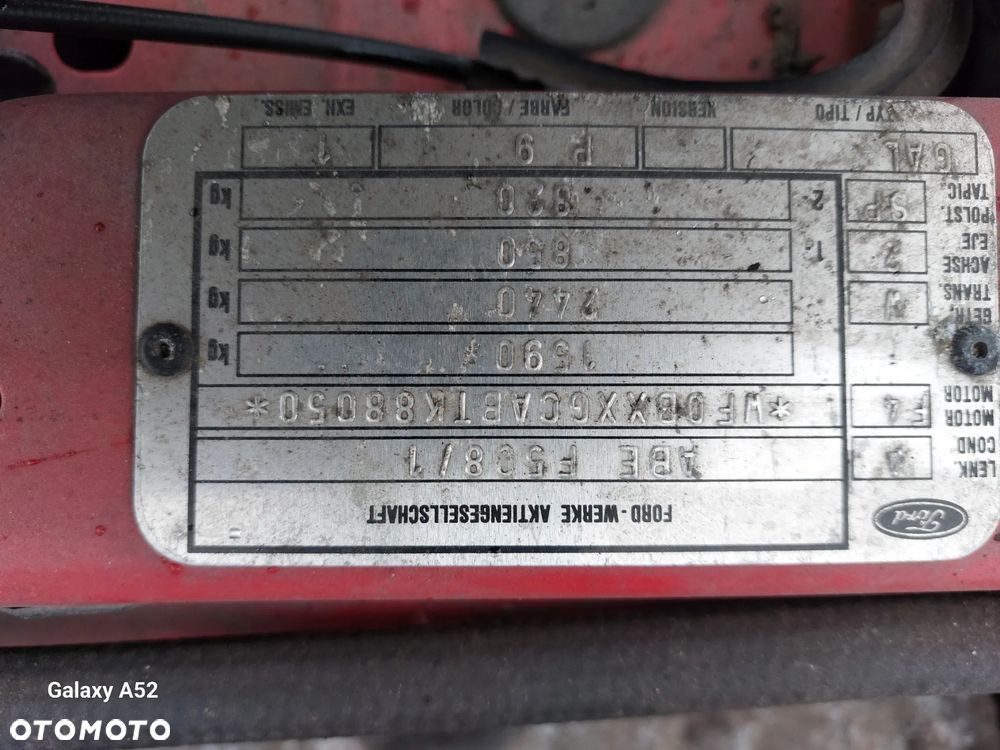 Ford
FORD - WERKE AKTIENGESELLSCHAFT
LENK.
COND
ABE F508/1
MOTOR
MOTOR
F4
*WF0BXXGCABTK88050*
1590 kg
GETR.
TRANS.
2440 kg
ACHSE
EJE
2
1 850 kg
POLST.
TAPIC
2 820 kg
TYP / TIPO VERSION FARBE / COLOR EXH. EMISS.
GAL P 9 1
Galaxy A52
OTOMOTO